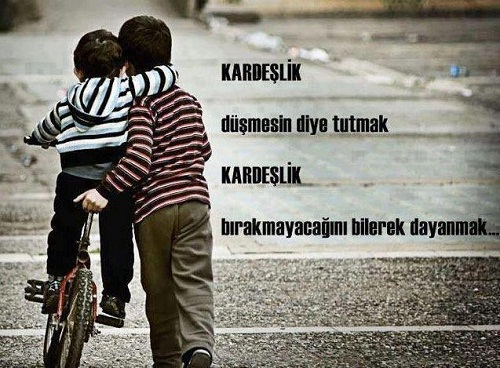 KARDEŞLİK
düşmesin diye tutmak
KARDEŞLİK
bırakmayacağını bilerek dayanmak...